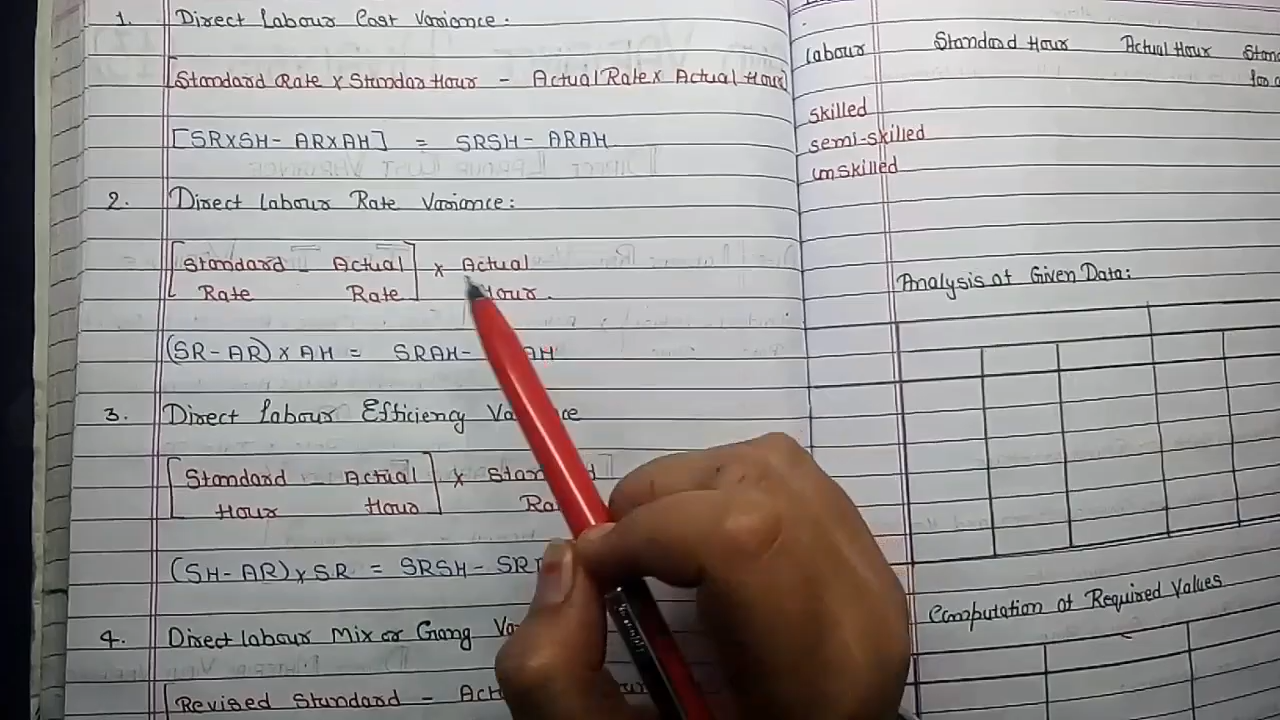 1. Direct Labour Cost Variance:
[Standard Rate x Standar Hour - Actual Rate x Actual Hour]
[SRXSH- ARXAH] = SRSH- ARAH
2. Direct Labour Rate Variance:
[Standard - Actual] x Actual
Rate Rate Hour.
(SR- AR) x AH = SRAH- AH
3. Direct Labour Efficiency
[Standard Actual] x
Hour Hour
(SH- AR) x SR = SRSH-
4. Direct labour Mix or Gang
[Revised Standard -
labour Standard Hour Actual Hour
skilled
semi-skilled
unskilled
Analysis of Given Data:
Computation of Required Values